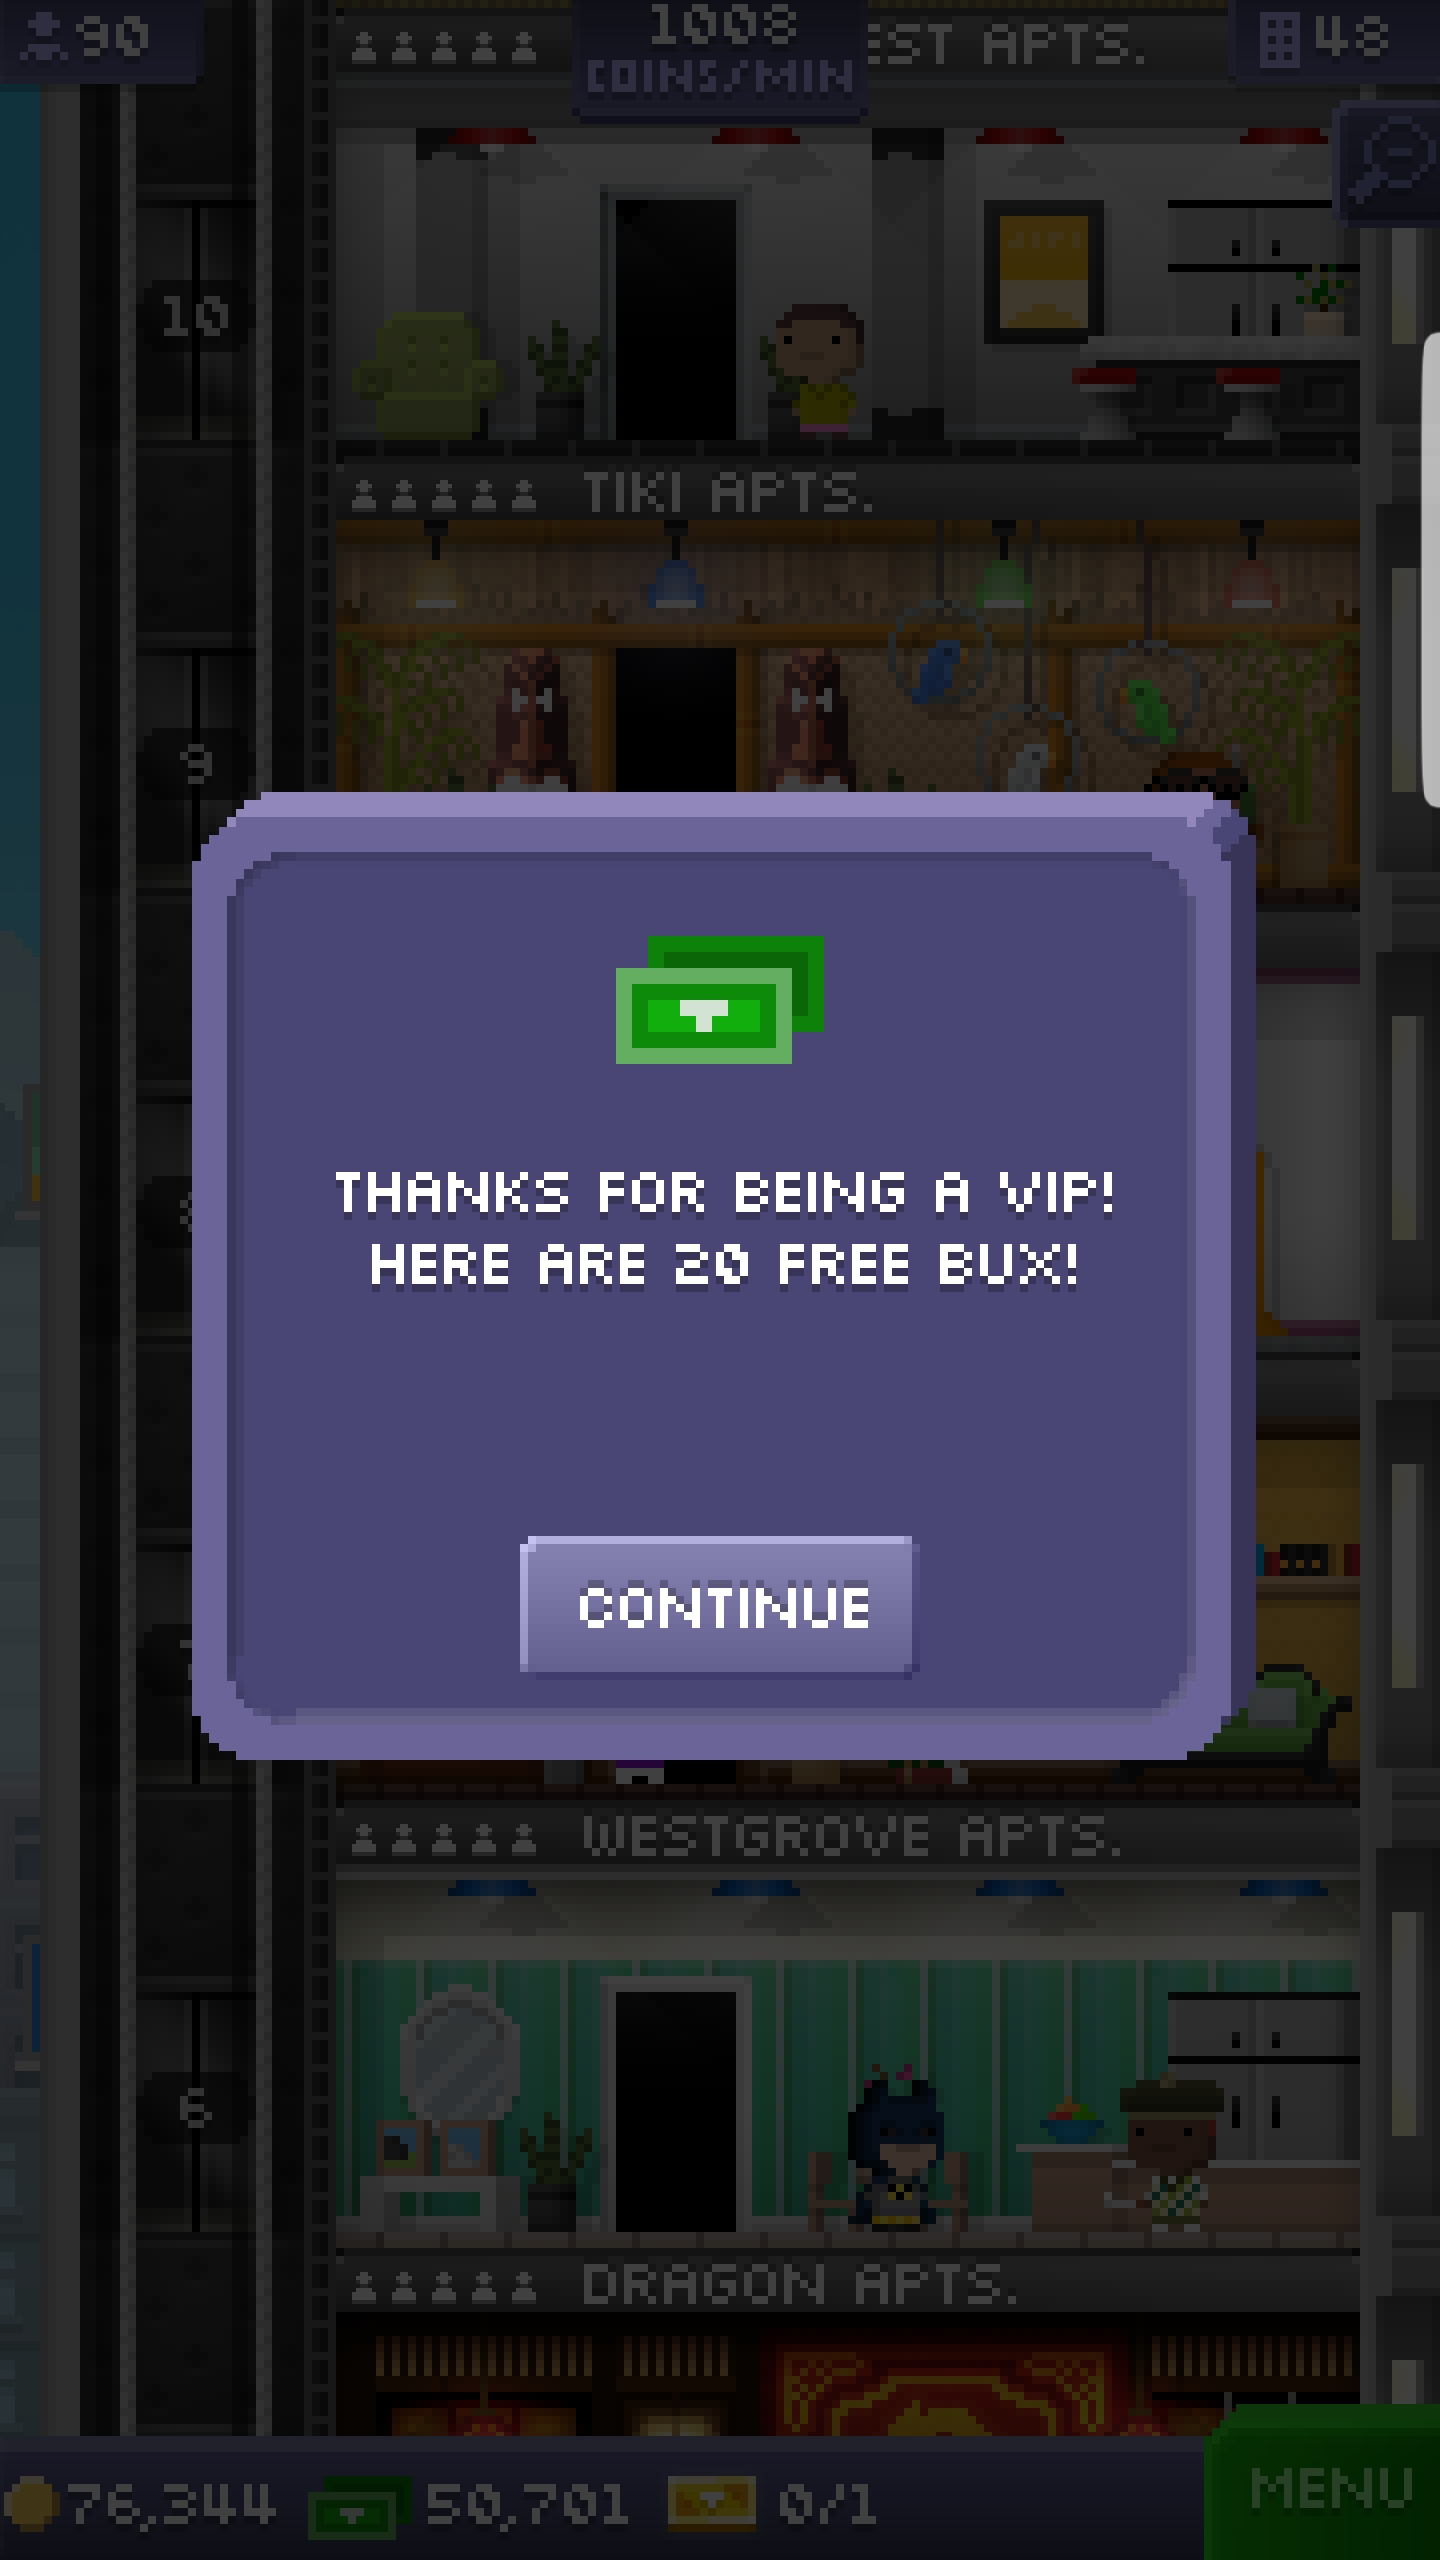 90
1008
COINS/MIN
EST APTS.
48
10
TIKI APTS.
9
THANKS FOR BEING A VIP!
HERE ARE 20 FREE BUX!
CONTINUE
WESTGROVE APTS.
6
DRAGON APTS.
76,344
50,701
0/1
MENU